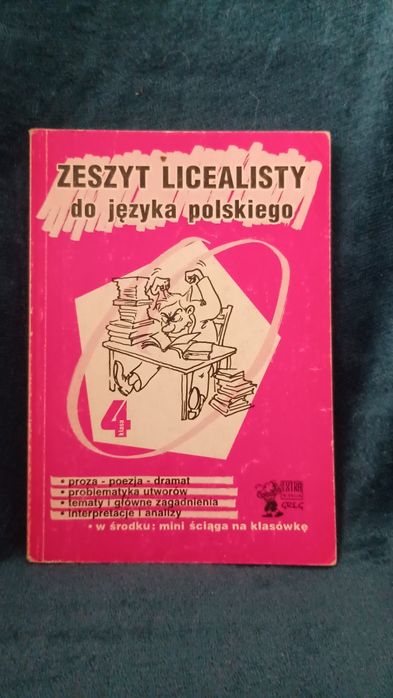 ZESZYT LICEALISTY
do języka polskiego
4
klasa
• proza - poezja - dramat
• problematyka utworów
• tematy i główne zagadnienia
• interpretacje i analizy
• w środku: mini ściąga na klasówkę
GREG